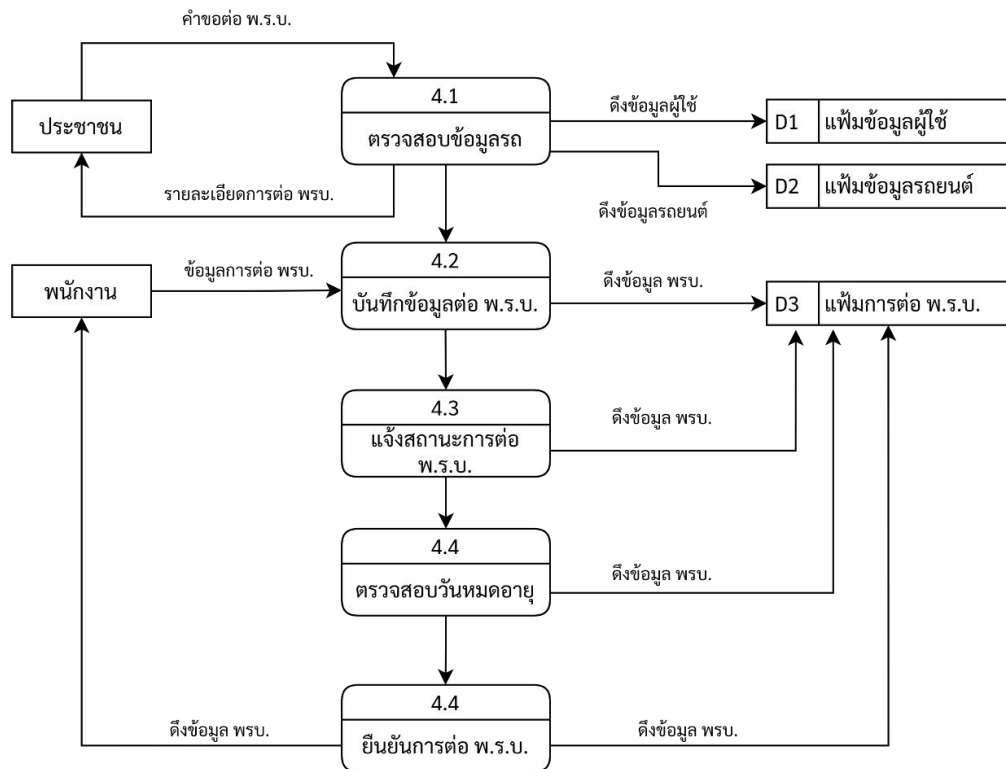 คำขอต่อ พ.ร.บ.
4.1
ตรวจสอบข้อมูลรถ
ประชาชน
ดึงข้อมูลผู้ใช้
D1 แฟ้มข้อมูลผู้ใช้
รายละเอียดการต่อ พรบ.
D2 แฟ้มข้อมูลรถยนต์
ดึงข้อมูลรถยนต์
4.2
บันทึกข้อมูลต่อ พ.ร.บ.
พนักงาน
ข้อมูลการต่อ พรบ.
ดึงข้อมูล พรบ.
D3 แฟ้มการต่อ พ.ร.บ.
4.3
แจ้งสถานะการต่อ
พ.ร.บ.
ดึงข้อมูล พรบ.
4.4
ตรวจสอบวันหมดอายุ
ดึงข้อมูล พรบ.
4.4
ยืนยันการต่อ พ.ร.บ.
ดึงข้อมูล พรบ.
ดึงข้อมูล พรบ.